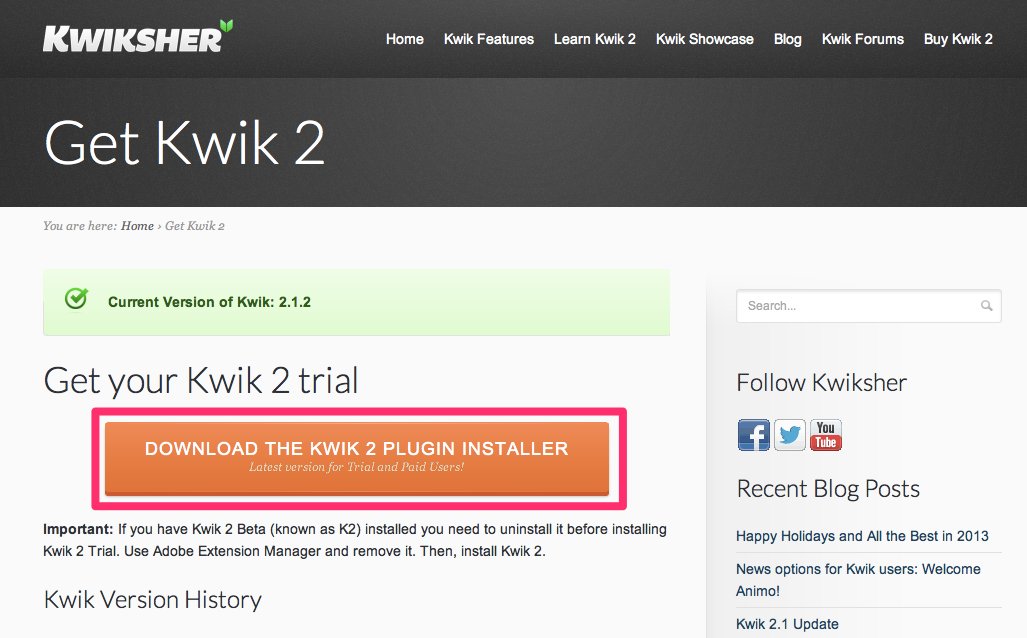 KWIKSHER
Home Kwik Features Learn Kwik 2 Kwik Showcase Blog Kwik Forums Buy Kwik 2
Get Kwik 2
You are here: Home › Get Kwik 2
Current Version of Kwik: 2.1.2
Get your Kwik 2 trial
DOWNLOAD THE KWIK 2 PLUGIN INSTALLER
Latest version for Trial and Paid Users!
Important: If you have Kwik 2 Beta (known as K2) installed you need to uninstall it before installing
Kwik 2 Trial. Use Adobe Extension Manager and remove it. Then, install Kwik 2.
Kwik Version History
Search...
Follow Kwiksher
f
You
Tube
Recent Blog Posts
Happy Holidays and All the Best in 2013
News options for Kwik users: Welcome
Animo!
Kwik 2.1 Update